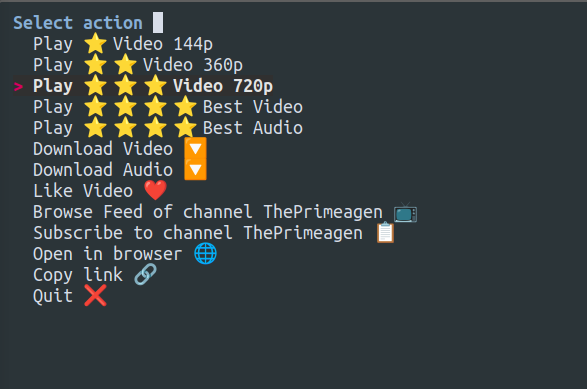 Select action
Play ⭐ Video 144p
Play ⭐ ⭐ Video 360p
> Play ⭐ ⭐ ⭐ Video 720p
Play ⭐ ⭐ ⭐ ⭐ Best Video
Play ⭐ ⭐ ⭐ ⭐ Best Audio
Download Video 🔽
Download Audio 🔽
Like Video ❤️
Browse Feed of channel ThePrimeagen 📺
Subscribe to channel ThePrimeagen 📋
Open in browser 🌐
Copy link 🔗
Quit ❌